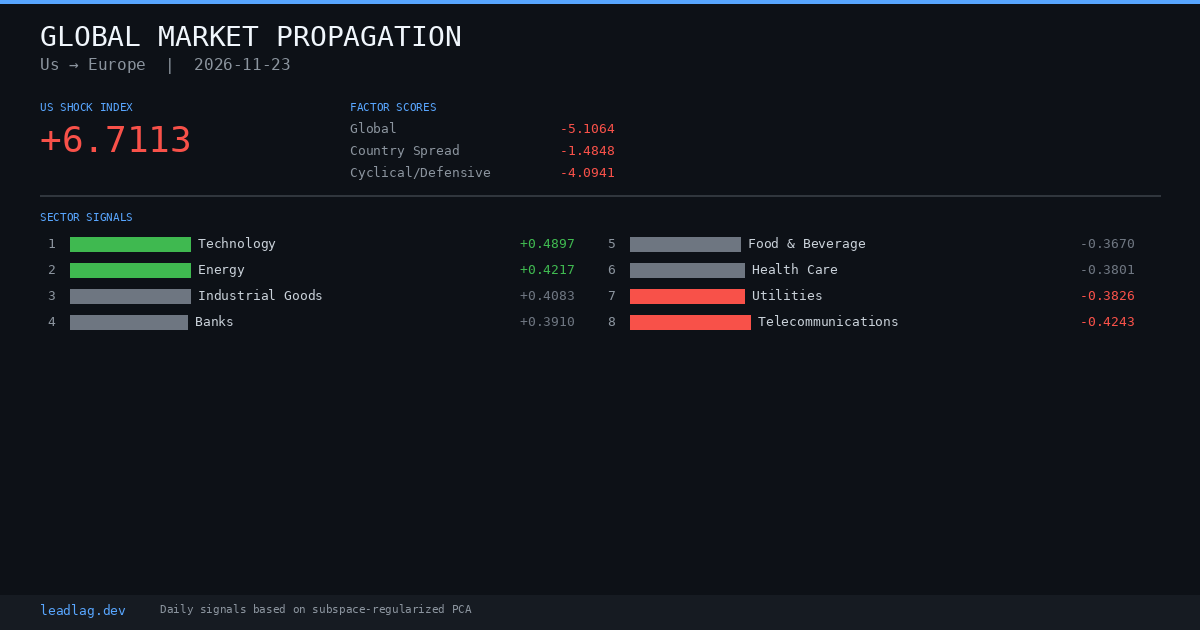 GLOBAL MARKET PROPAGATION
Us → Europe | 2026-11-23
US SHOCK INDEX
+6.7113
FACTOR SCORES
Global -5.1064
Country Spread -1.4848
Cyclical/Defensive -4.0941
SECTOR SIGNALS
1 Technology +0.4897
2 Energy +0.4217
3 Industrial Goods +0.4083
4 Banks +0.3910
5 Food & Beverage -0.3670
6 Health Care -0.3801
7 Utilities -0.3826
8 Telecommunications -0.4243
leadlag.dev Daily signals based on subspace-regularized PCA